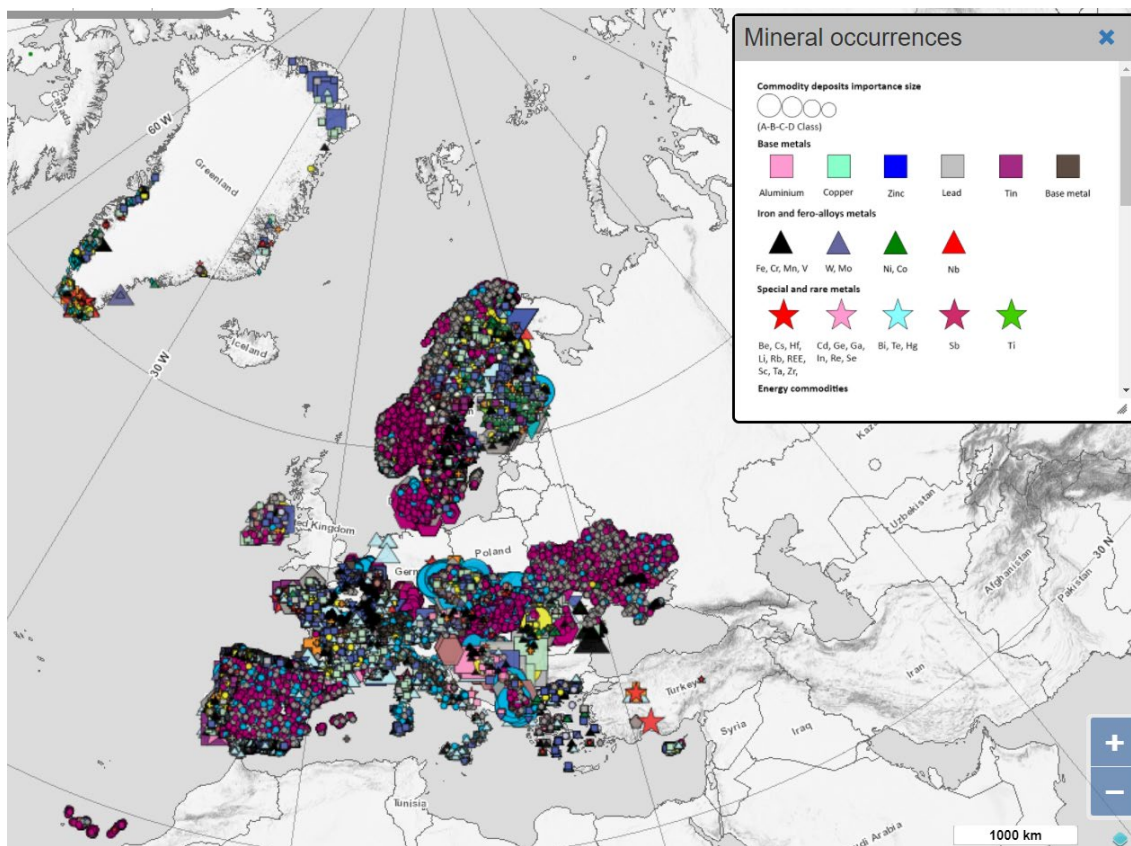 Mineral occurrences
Commodity deposits importance size
(A-B-C-D Class)
Base metals
Aluminium Copper Zinc Lead Tin Base metal
Iron and fero-alloys metals
Fe, Cr, Mn, V W, Mo Ni, Co Nb
Special and rare metals
Be, Cs, Hf, Cd, Ge, Ga, Bi, Te, Hg Sb Ti
Li, Rb, REE, In, Re, Se
Sc, Ta, Zr,
Energy commodities
60 W
Greenland
Iceland
30 W
United Kingdom
Poland
Germ
Uzbekistan
Afghanistan
Pakistan
30 N
Iran
Turkey
Syria
Iraq
Tunisia
+
−
1000 km